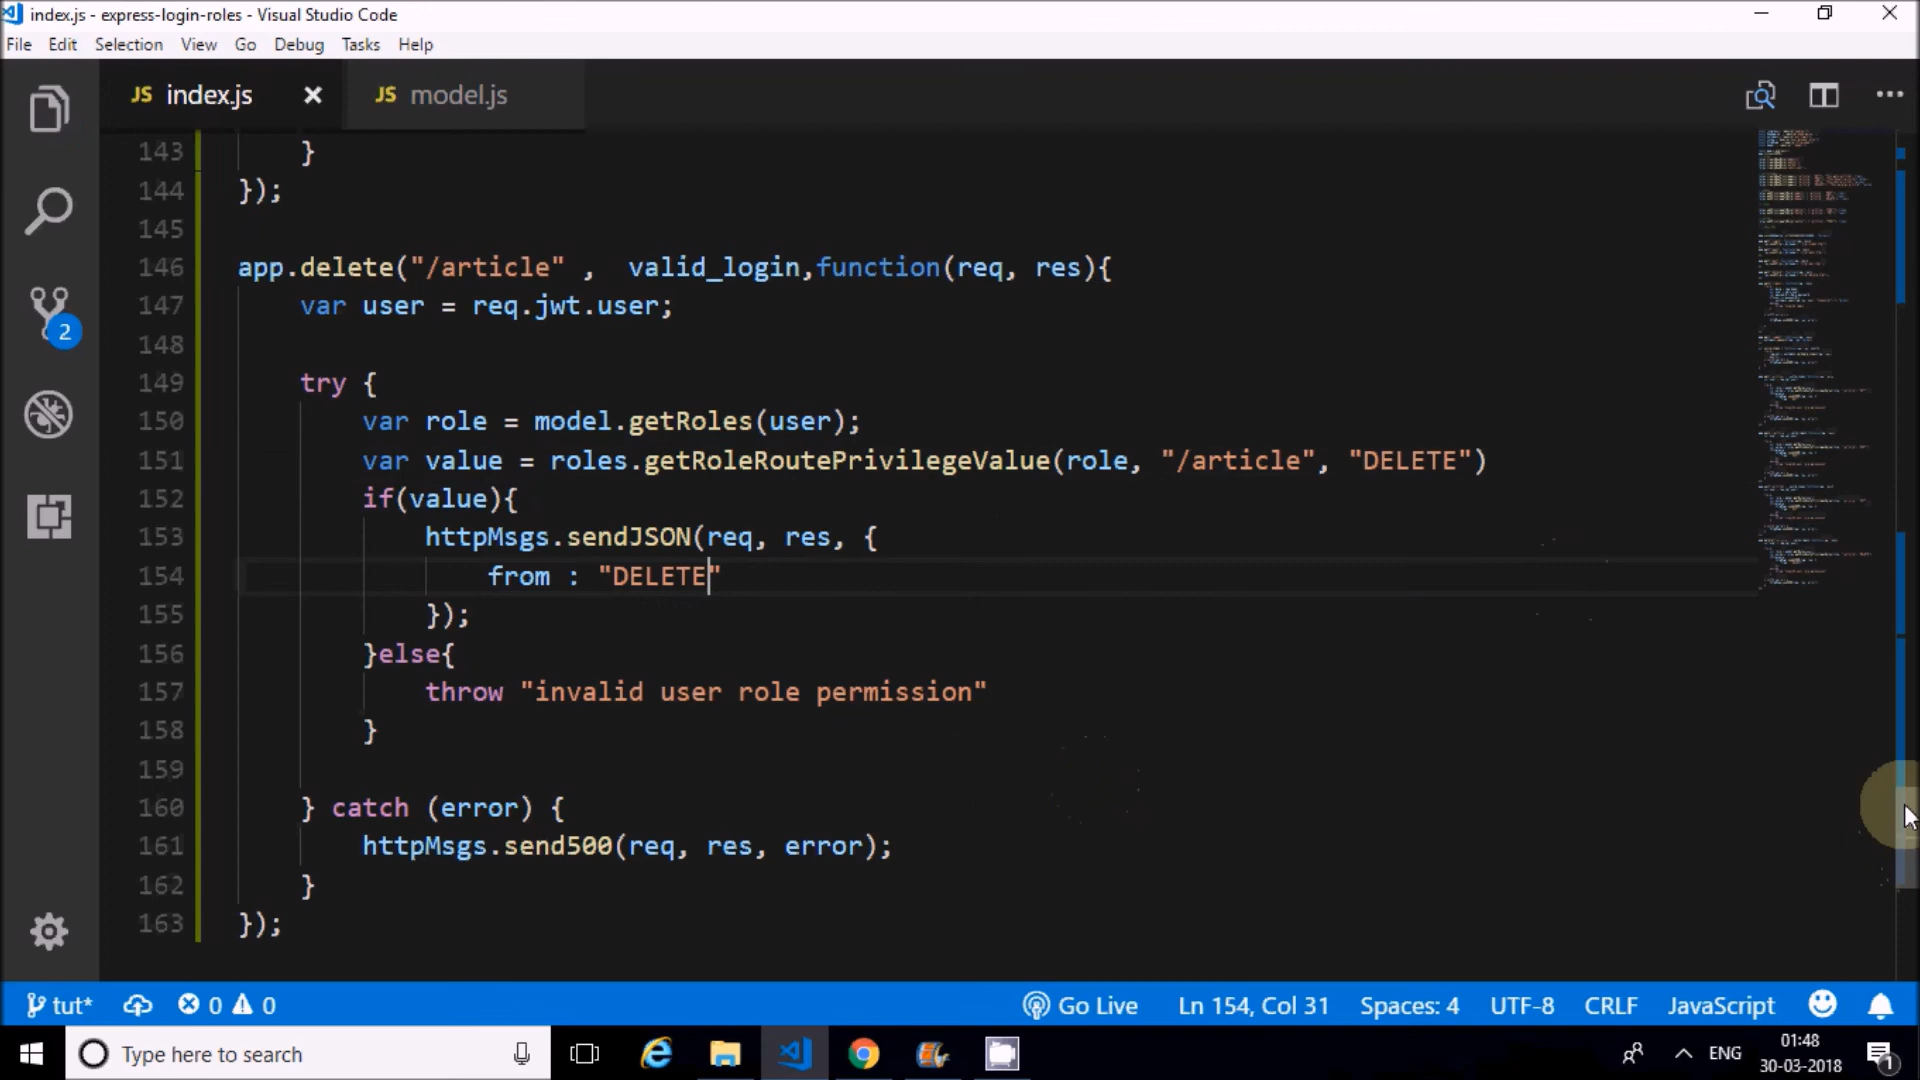 index.js - express-login-roles - Visual Studio Code
File Edit Selection View Go Debug Tasks Help
JS index.js JS model.js
143 }
144 });
145
146 app.delete("/article" ,  valid_login,function(req, res){
147 var user = req.jwt.user;
148
149 try {
150 var role = model.getRoles(user);
151 var value = roles.getRoleRoutePrivilegeValue(role, "/article", "DELETE")
152 if(value){
153 httpMsgs.sendJSON(req, res, {
154 from : "DELETE"
155 });
156 }else{
157 throw "invalid user role permission"
158 }
159
160 } catch (error) {
161 httpMsgs.send500(req, res, error);
162 }
163 });
2
tut* 0 0 Go Live Ln 154, Col 31 Spaces: 4 UTF-8 CRLF JavaScript
Type here to search ENG 01:48
30-03-2018 1